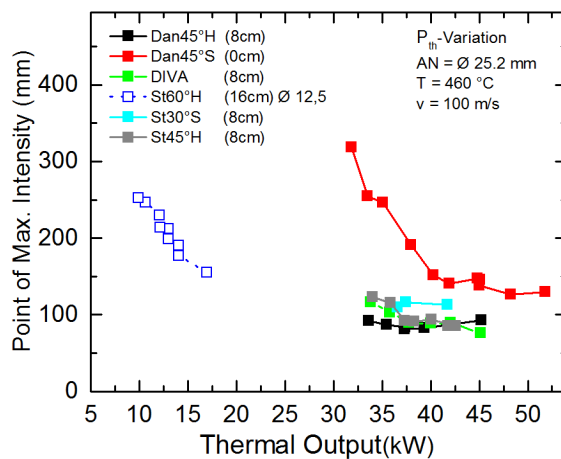 Dan45°H (8cm)
Dan45°S (0cm)
DIVA (8cm)
St60°H (16cm) Ø 12,5
St30°S (8cm)
St45°H (8cm)
Pth-Variation
AN = Ø 25.2 mm
T = 460 °C
v = 100 m/s
Point of Max. Intensity (mm)
400
300
200
100
0
5 10 15 20 25 30 35 40 45 50
Thermal Output(kW)